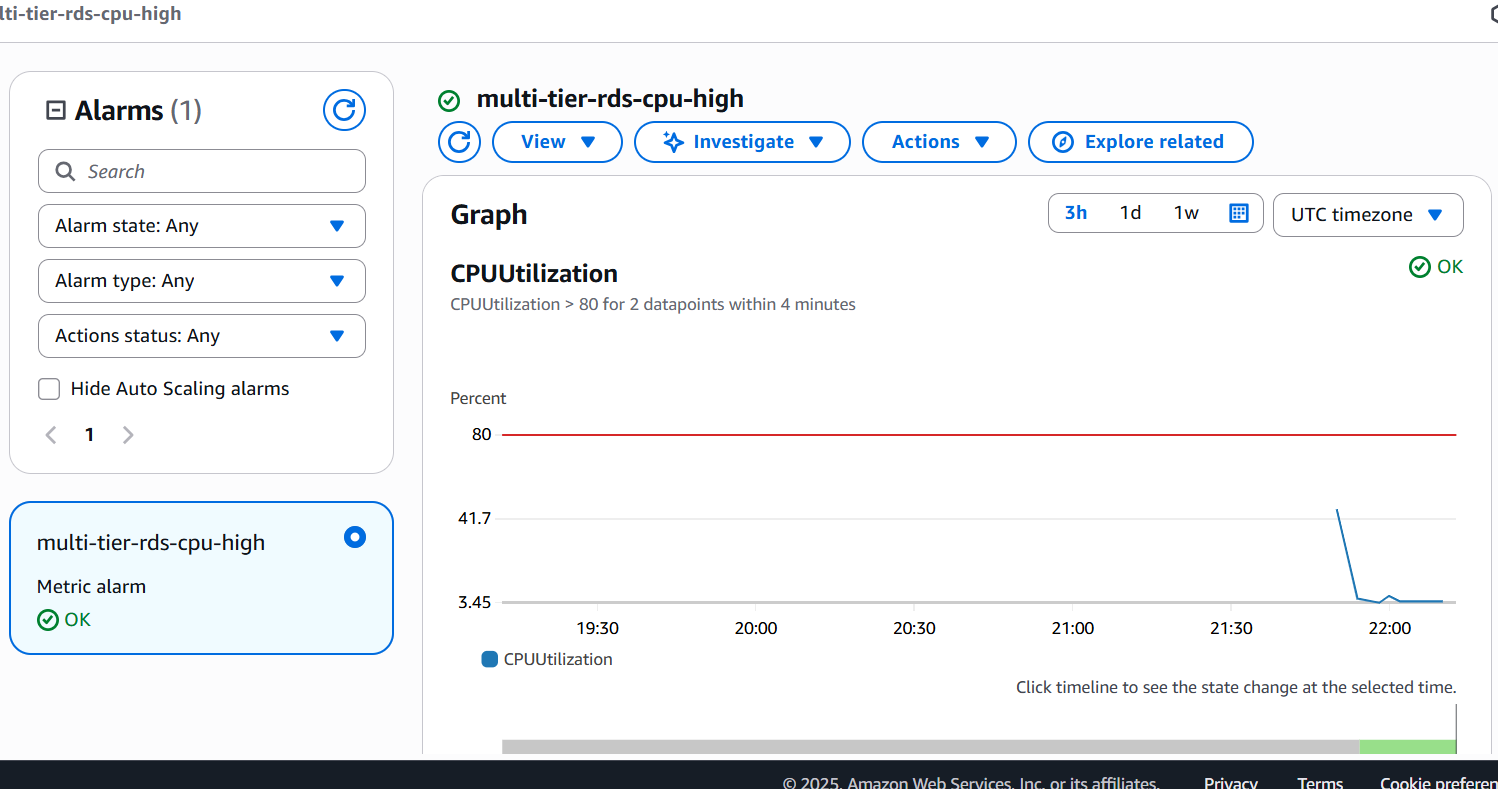 lti-tier-rds-cpu-high
Alarms (1)
Search
Alarm state: Any
Alarm type: Any
Actions status: Any
Hide Auto Scaling alarms
1
multi-tier-rds-cpu-high
Metric alarm
OK
multi-tier-rds-cpu-high
View
Investigate
Actions
Explore related
Graph
3h 1d 1w
UTC timezone
CPUUtilization
OK
CPUUtilization > 80 for 2 datapoints within 4 minutes
Percent
80
41.7
3.45
19:30 20:00 20:30 21:00 21:30 22:00
CPUUtilization
Click timeline to see the state change at the selected time.
© 2025, Amazon Web Services, Inc. or its affiliates. Privacy Terms Cookie preferen